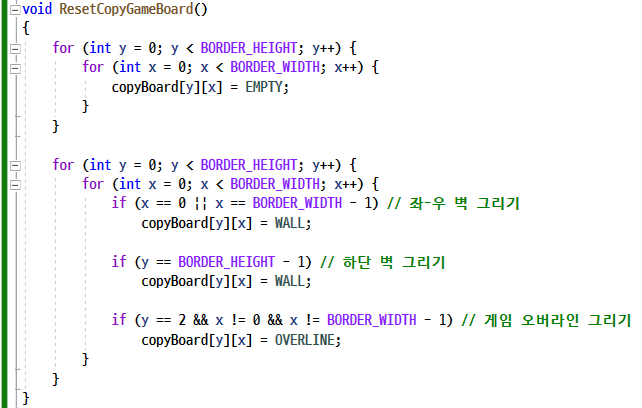 void ResetCopyGameBoard()
{
for (int y = 0; y < BORDER_HEIGHT; y++) {
for (int x = 0; x < BORDER_WIDTH; x++) {
copyBoard[y][x] = EMPTY;
}
}
for (int y = 0; y < BORDER_HEIGHT; y++) {
for (int x = 0; x < BORDER_WIDTH; x++) {
if (x == 0 || x == BORDER_WIDTH - 1) // 좌-우 벽 그리기
copyBoard[y][x] = WALL;
if (y == BORDER_HEIGHT - 1) // 하단 벽 그리기
copyBoard[y][x] = WALL;
if (y == 2 && x != 0 && x != BORDER_WIDTH - 1) // 게임 오버라인 그리기
copyBoard[y][x] = OVERLINE;
}
}
}